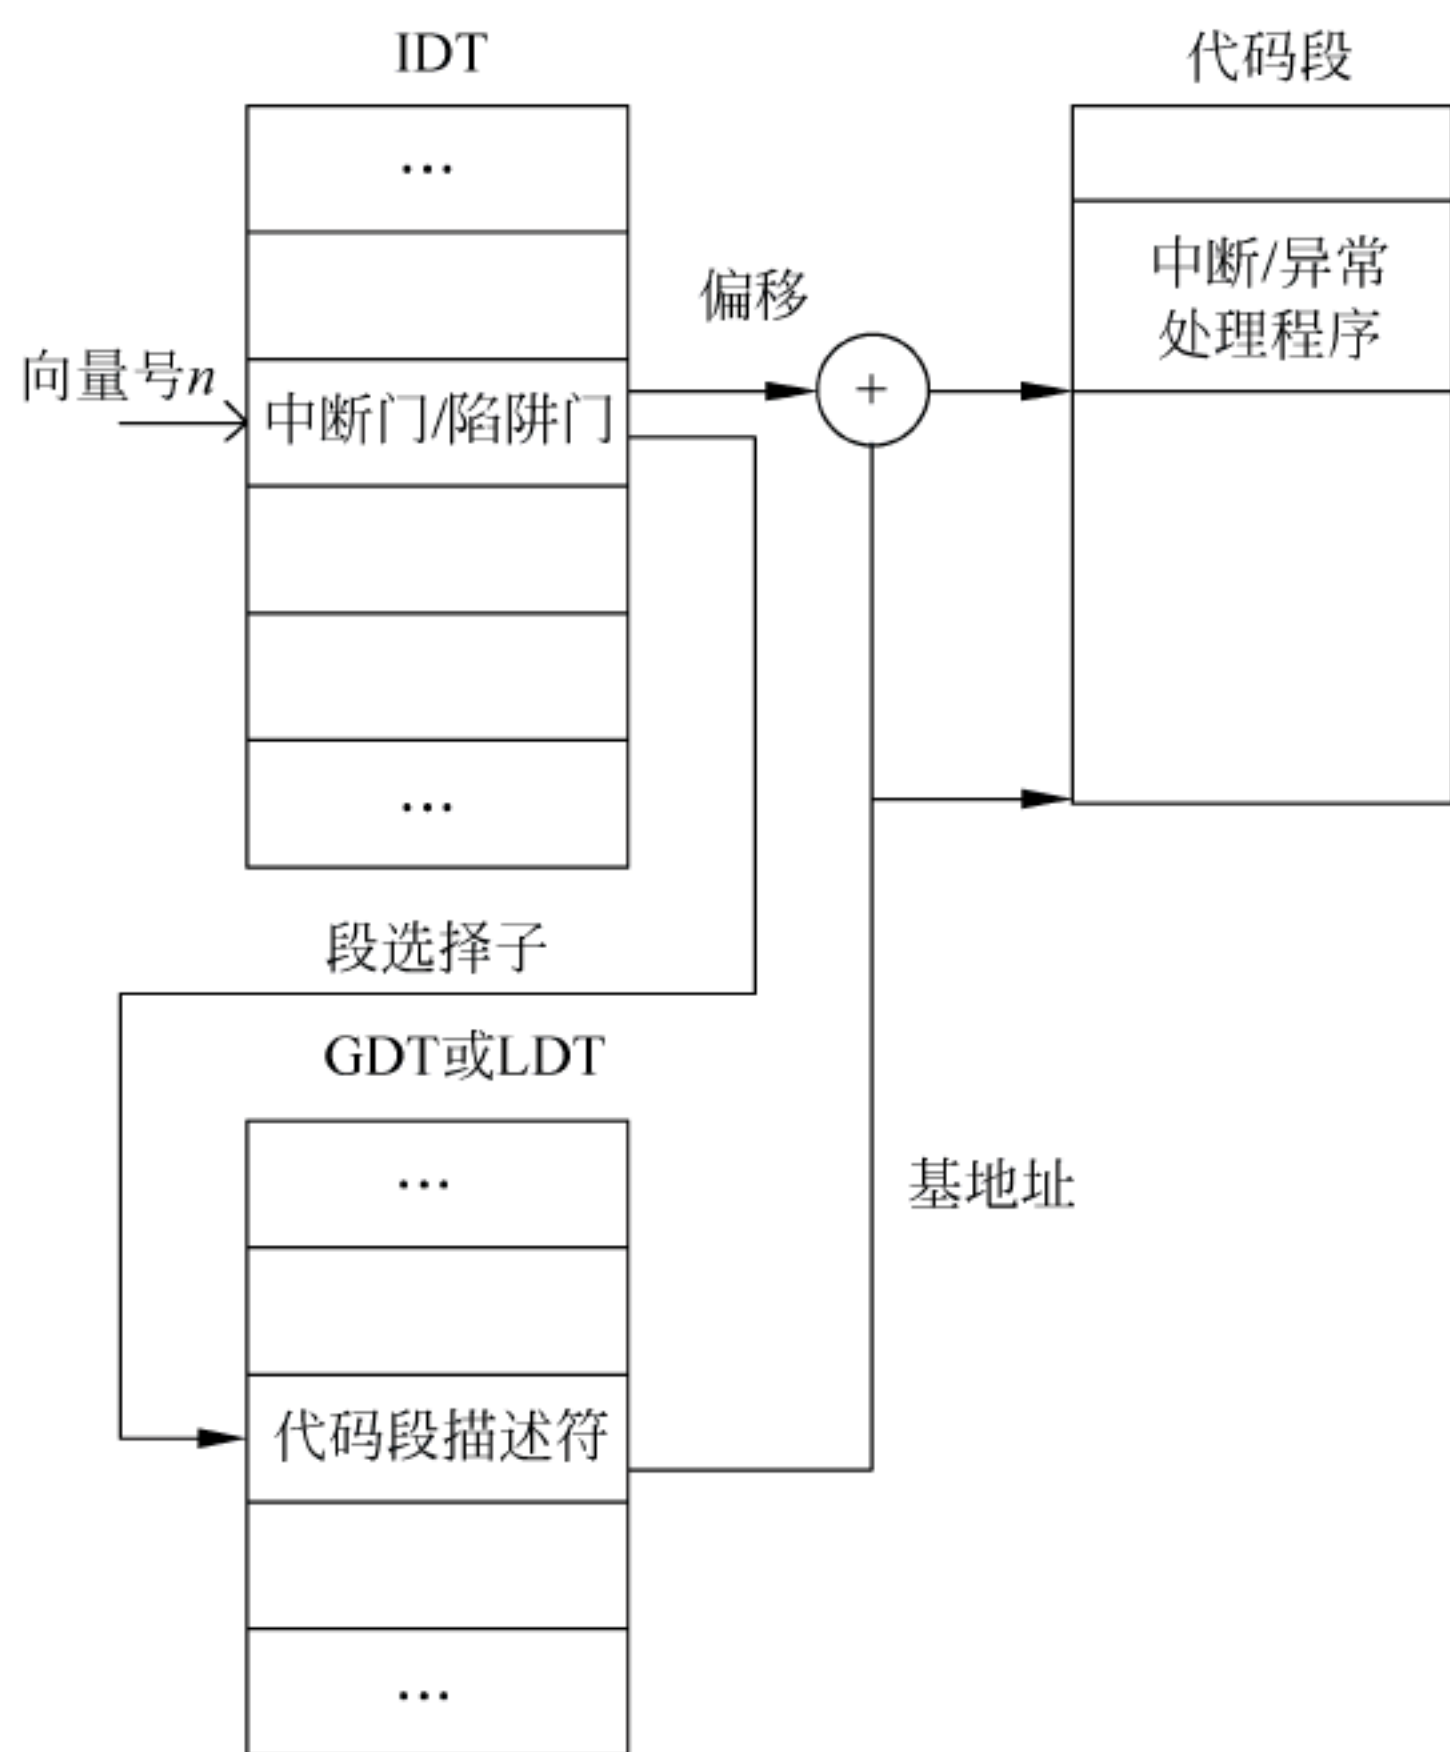 IDT
代码段
…
中断/异常
处理程序
偏移
+
向量号n
中断门/陷阱门
…
段选择子
GDT或LDT
…
基地址
代码段描述符
…